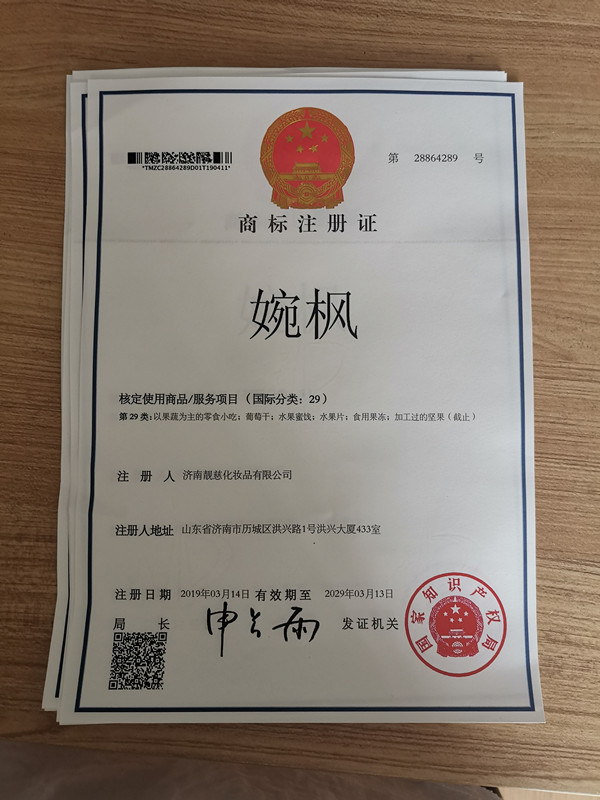 *TMZC28864289D01T190411*
第 28864289 号
商标注册证
婉枫
核定使用商品/服务项目（国际分类：29）
第29类：以果蔬为主的零食小吃；葡萄干；水果蜜饯；水果片；食用果冻；加工过的坚果（截止）
注册人 济南靓慈化妆品有限公司
注册人地址 山东省济南市历城区洪兴路1号洪兴大厦433室
注册日期 2019年03月14日 有效期至 2029年03月13日
局长 申长雨 发证机关
国家知识产权局